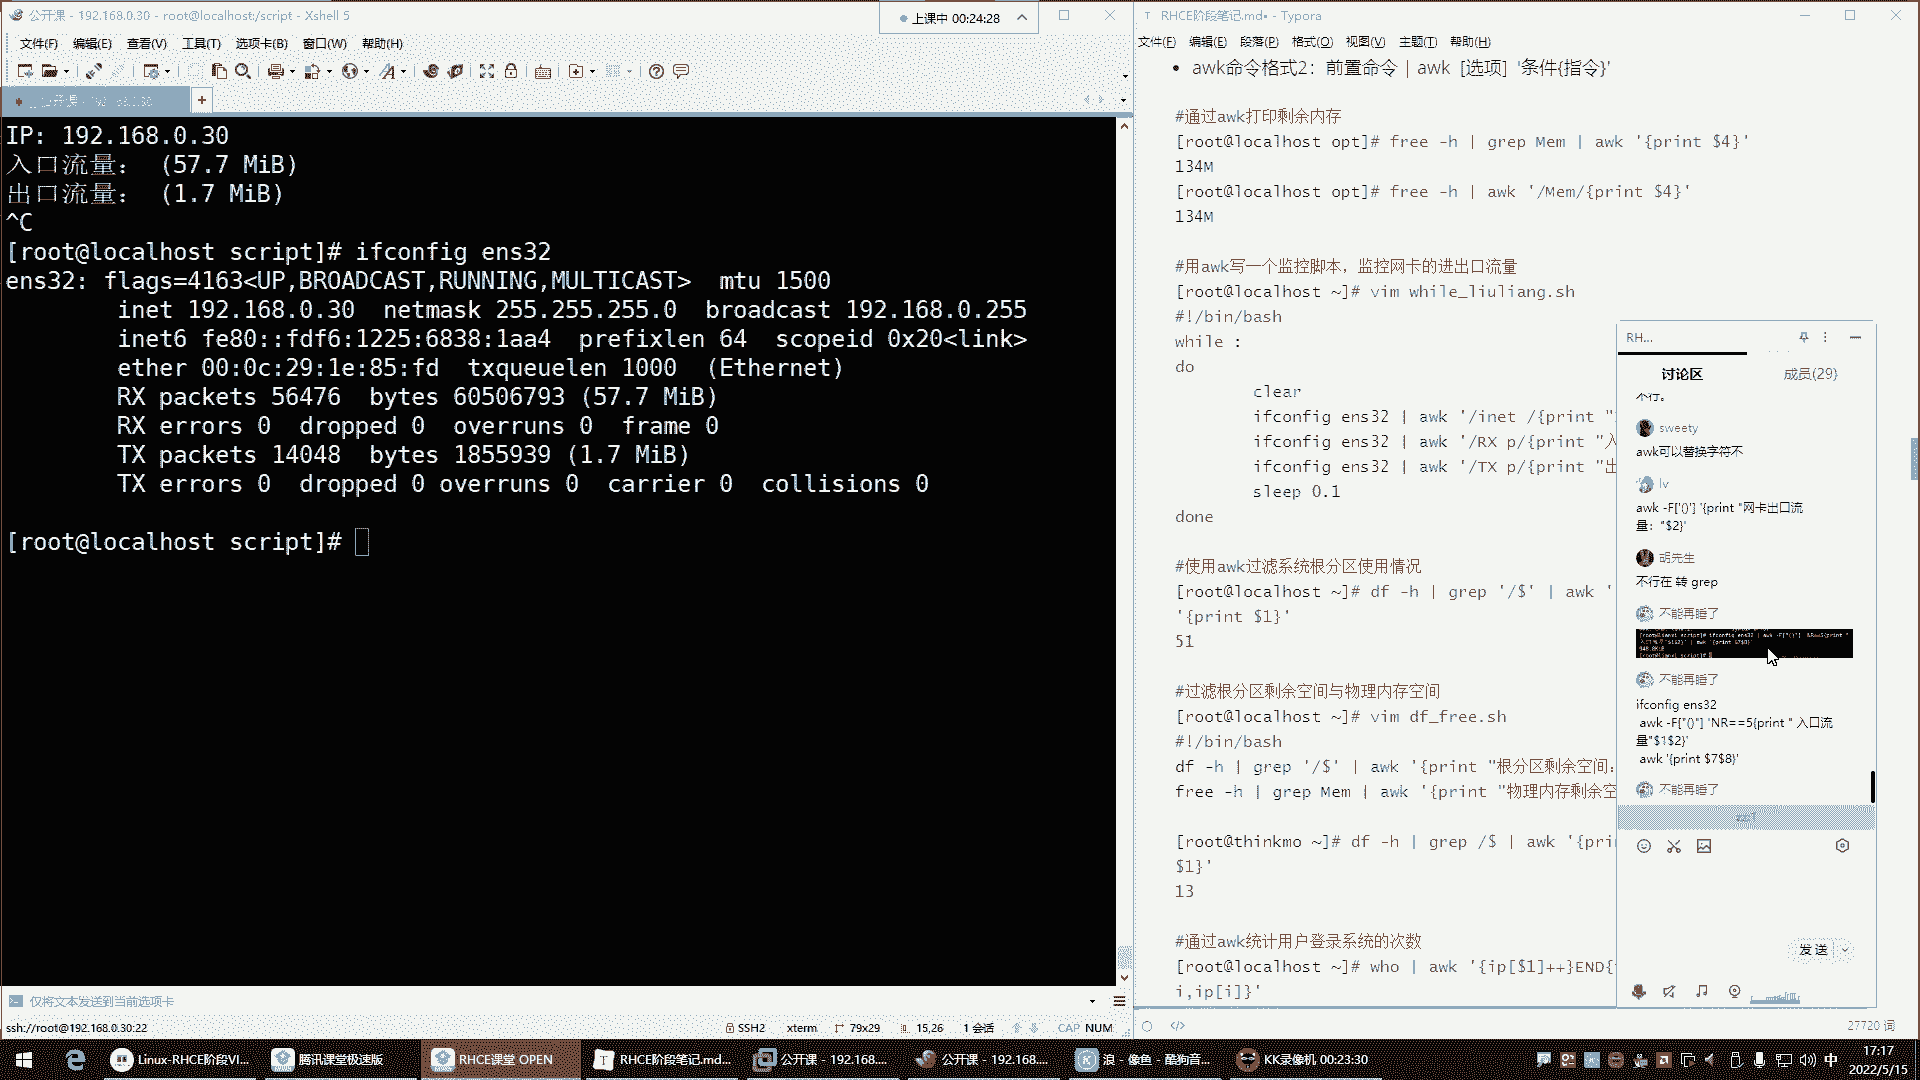 公开课 - 192.168.0.30 - root@localhost:/script - Xshell 5
上课中 00:24:28
文件(F) 编辑(E) 查看(V) 工具(T) 选项卡(B) 窗口(W) 帮助(H)
IP: 192.168.0.30
入口流量： (57.7 MiB)
出口流量： (1.7 MiB)
^C
[root@localhost script]# ifconfig ens32
ens32: flags=4163<UP,BROADCAST,RUNNING,MULTICAST>  mtu 1500
inet 192.168.0.30  netmask 255.255.255.0  broadcast 192.168.0.255
inet6 fe80::fdf6:1225:6838:1aa4  prefixlen 64  scopeid 0x20<link>
ether 00:0c:29:1e:85:fd  txqueuelen 1000  (Ethernet)
RX packets 56476  bytes 60506793 (57.7 MiB)
RX errors 0  dropped 0  overruns 0  frame 0
TX packets 14048  bytes 1855939 (1.7 MiB)
TX errors 0  dropped 0 overruns 0  carrier 0  collisions 0
[root@localhost script]#
仅将文本发送到当前选项卡
ssh://root@192.168.0.30:22 SSH2 xterm 79x29 15,26 1 会话 CAP NUM
RHCE阶段笔记.md• - Typora
文件(F) 编辑(E) 段落(P) 格式(O) 视图(V) 主题(T) 帮助(H)
• awk命令格式2：前置命令 | awk [选项] '条件{指令}'
#通过awk打印剩余内存
[root@localhost opt]# free -h | grep Mem | awk '{print $4}'
134M
[root@localhost opt]# free -h | awk '/Mem/{print $4}'
134M
#用awk写一个监控脚本，监控网卡的进出口流量
[root@localhost ~]# vim while_liuliang.sh
#!/bin/bash
while :
do
clear
ifconfig ens32 | awk '/inet /{print "
ifconfig ens32 | awk '/RX p/{print "入
ifconfig ens32 | awk '/TX p/{print "出
sleep 0.1
done
#使用awk过滤系统根分区使用情况
[root@localhost ~]# df -h | grep '/$' | awk '
'{print $1}'
51
#过滤根分区剩余空间与物理内存空间
[root@localhost ~]# vim df_free.sh
#!/bin/bash
df -h | grep '/$' | awk '{print "根分区剩余空间：
free -h | grep Mem | awk '{print "物理内存剩余空
[root@thinkmo ~]# df -h | grep /$ | awk '{pri
$1}'
13
#通过awk统计用户登录系统的次数
[root@localhost ~]# who | awk '{ip[$1]++}END{
i,ip[i]}'
27720 词
RH...
讨论区 成员(29)
不行。
sweety
awk可以替换字符不
lv
awk -F['()'] '{print "网卡出口流
量："$2}'
胡先生
不行在 转 grep
不能再睡了
不能再睡了
ifconfig ens32
awk -F["()"] 'NR==5{print " 入口流
量"$1$2}'
awk '{print $7$8}'
不能再睡了
发送
Linux-RHCE阶段VI... 腾讯课堂极速版 RHCE课堂 OPEN RHCE阶段笔记.md... 公开课 - 192.168.... 公开课 - 192.168.... 浪 - 像鱼 - 酷狗音... KK录像机 00:23:30 中
17:17
2022/5/15